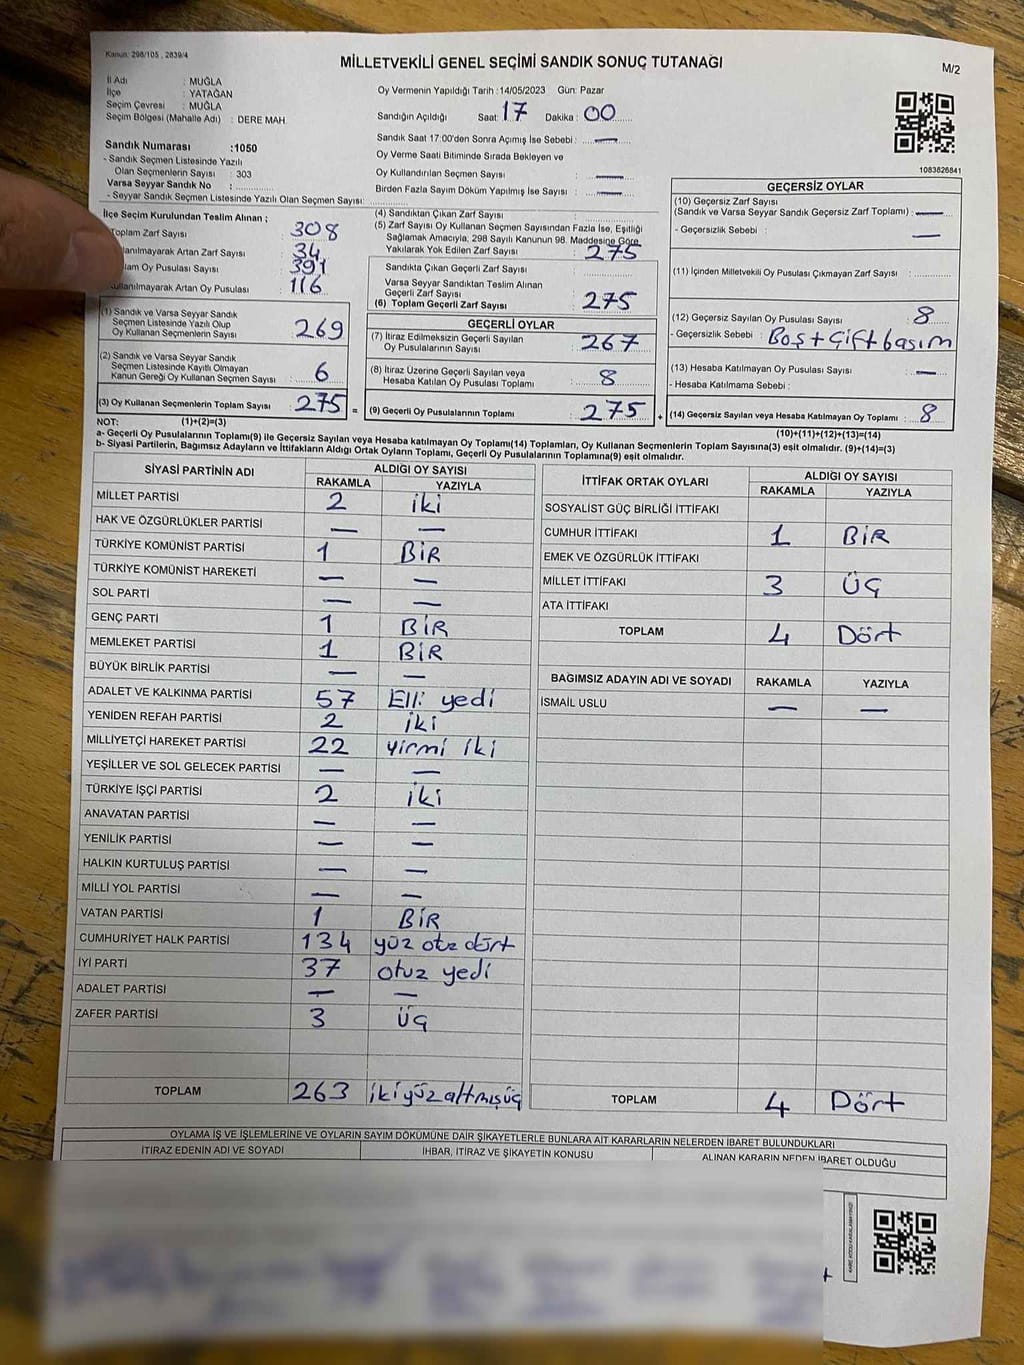 Kanun: 298/105 , 2839/4
MİLLETVEKİLİ GENEL SEÇİMİ SANDIK SONUÇ TUTANAĞI
M/2
İl Adı : MUĞLA
İlçe : YATAĞAN
Seçim Çevresi : MUĞLA
Seçim Bölgesi (Mahalle Adı) : DERE MAH.
Sandık Numarası :1050
- Sandık Seçmen Listesinde Yazılı
Olan Seçmenlerin Sayısı : 303
Varsa Seyyar Sandık No :
- Seyyar Sandık Seçmen Listesinde Yazılı Olan Seçmen Sayısı:
Oy Vermenin Yapıldığı Tarih :14/05/2023 Gün: Pazar
Sandığın Açıldığı Saat: 17 Dakika : 00
Sandık Saat 17:00'den Sonra Açımış İse Sebebi : —
Oy Verme Saati Bitiminde Sırada Bekleyen ve
Oy Kullandırılan Seçmen Sayısı : —
Birden Fazla Sayım Döküm Yapılmış İse Sayısı : —
1083626841
İlçe Seçim Kurulundan Teslim Alınan ;
Toplam Zarf Sayısı : 308
Kullanılmayarak Artan Zarf Sayısı : 34
Toplam Oy Pusulası Sayısı : 391
Kullanılmayarak Artan Oy Pusulası : 116
(1) Sandık ve Varsa Seyyar Sandık
Seçmen Listesinde Yazılı Olup
Oy Kullanan Seçmenlerin Sayısı : 269
(2) Sandık ve Varsa Seyyar Sandık
Seçmen Listesinde Kayıtlı Olmayan
Kanun Gereği Oy Kullanan Seçmen Sayısı : 6
(3) Oy Kullanan Seçmenlerin Toplam Sayısı : 275 =
(1)+(2)=(3)
(4) Sandıktan Çıkan Zarf Sayısı :
(5) Zarf Sayısı Oy Kullanan Seçmen Sayısından Fazla İse, Eşitliği
Sağlamak Amacıyla, 298 Sayılı Kanunun 98. Maddesine Göre
Yakılarak Yok Edilen Zarf Sayısı : 275
Sandıkta Çıkan Geçerli Zarf Sayısı :
Varsa Seyyar Sandıktan Teslim Alınan
Geçerli Zarf Sayısı :
(6) Toplam Geçerli Zarf Sayısı : 275
GEÇERLİ OYLAR
(7) İtiraz Edilmeksizin Geçerli Sayılan
Oy Pusulalarının Sayısı : 267
(8) İtiraz Üzerine Geçerli Sayılan veya
Hesaba Katılan Oy Pusulası Toplamı : 8
(9) Geçerli Oy Pusulalarının Toplamı : 275 +
GEÇERSİZ OYLAR
(10) Geçersiz Zarf Sayısı
(Sandık ve Varsa Seyyar Sandık Geçersiz Zarf Toplamı) : —
- Geçersizlik Sebebi : —
(11) İçinden Milletvekili Oy Pusulası Çıkmayan Zarf Sayısı :
(12) Geçersiz Sayılan Oy Pusulası Sayısı : 8
- Geçersizlik Sebebi : Boş+çift basım
(13) Hesaba Katılmayan Oy Pusulası Sayısı : —
- Hesaba Katılmama Sebebi :
(14) Geçersiz Sayılan veya Hesaba Katılmayan Oy Toplamı : 8
(10)+(11)+(12)+(13)=(14)
NOT:
a- Geçerli Oy Pusulalarının Toplamı(9) ile Geçersiz Sayılan veya Hesaba katılmayan Oy Toplamı(14) Toplamları, Oy Kullanan Seçmenlerin Toplam Sayısına(3) eşit olmalıdır. (9)+(14)=(3)
b- Siyasi Partilerin, Bağımsız Adayların ve İttifakların Aldığı Ortak Oyların Toplamı, Geçerli Oy Pusulalarının Toplamına(9) eşit olmalıdır.
SİYASİ PARTİNİN ADI ALDIĞI OY SAYISI
RAKAMLA YAZIYLA
MİLLET PARTİSİ 2 iki
HAK VE ÖZGÜRLÜKLER PARTİSİ — —
TÜRKİYE KOMÜNİST PARTİSİ 1 BİR
TÜRKİYE KOMÜNİST HAREKETİ — —
SOL PARTİ — —
GENÇ PARTİ 1 BİR
MEMLEKET PARTİSİ 1 BİR
BÜYÜK BİRLİK PARTİSİ — —
ADALET VE KALKINMA PARTİSİ 57 Elli yedi
YENİDEN REFAH PARTİSİ 2 iki
MİLLİYETÇİ HAREKET PARTİSİ 22 yirmi iki
YEŞİLLER VE SOL GELECEK PARTİSİ — —
TÜRKİYE İŞÇİ PARTİSİ 2 iki
ANAVATAN PARTİSİ — —
YENİLİK PARTİSİ — —
HALKIN KURTULUŞ PARTİSİ — —
MİLLİ YOL PARTİSİ — —
VATAN PARTİSİ 1 BİR
CUMHURİYET HALK PARTİSİ 134 yüz otuz dört
İYİ PARTİ 37 otuz yedi
ADALET PARTİSİ — —
ZAFER PARTİSİ 3 üç
TOPLAM 263 iki yüz altmış üç
İTTİFAK ORTAK OYLARI ALDIĞI OY SAYISI
RAKAMLA YAZIYLA
SOSYALİST GÜÇ BİRLİĞİ İTTİFAKI
CUMHUR İTTİFAKI 1 BİR
EMEK VE ÖZGÜRLÜK İTTİFAKI
MİLLET İTTİFAKI 3 ÜÇ
ATA İTTİFAKI
TOPLAM 4 Dört
BAĞIMSIZ ADAYIN ADI VE SOYADI RAKAMLA YAZIYLA
İSMAİL USLU — —
TOPLAM 4 Dört
OYLAMA İŞ VE İŞLEMLERİNE VE OYLARIN SAYIM DÖKÜMÜNE DAİR ŞİKAYETLERLE BUNLARA AİT KARARLARIN NELERDEN İBARET BULUNDUKLARI
İTİRAZ EDENİN ADI VE SOYADI İHBAR, İTİRAZ VE ŞİKAYETİN KONUSU ALINAN KARARIN NEDEN İBARET OLDUĞU